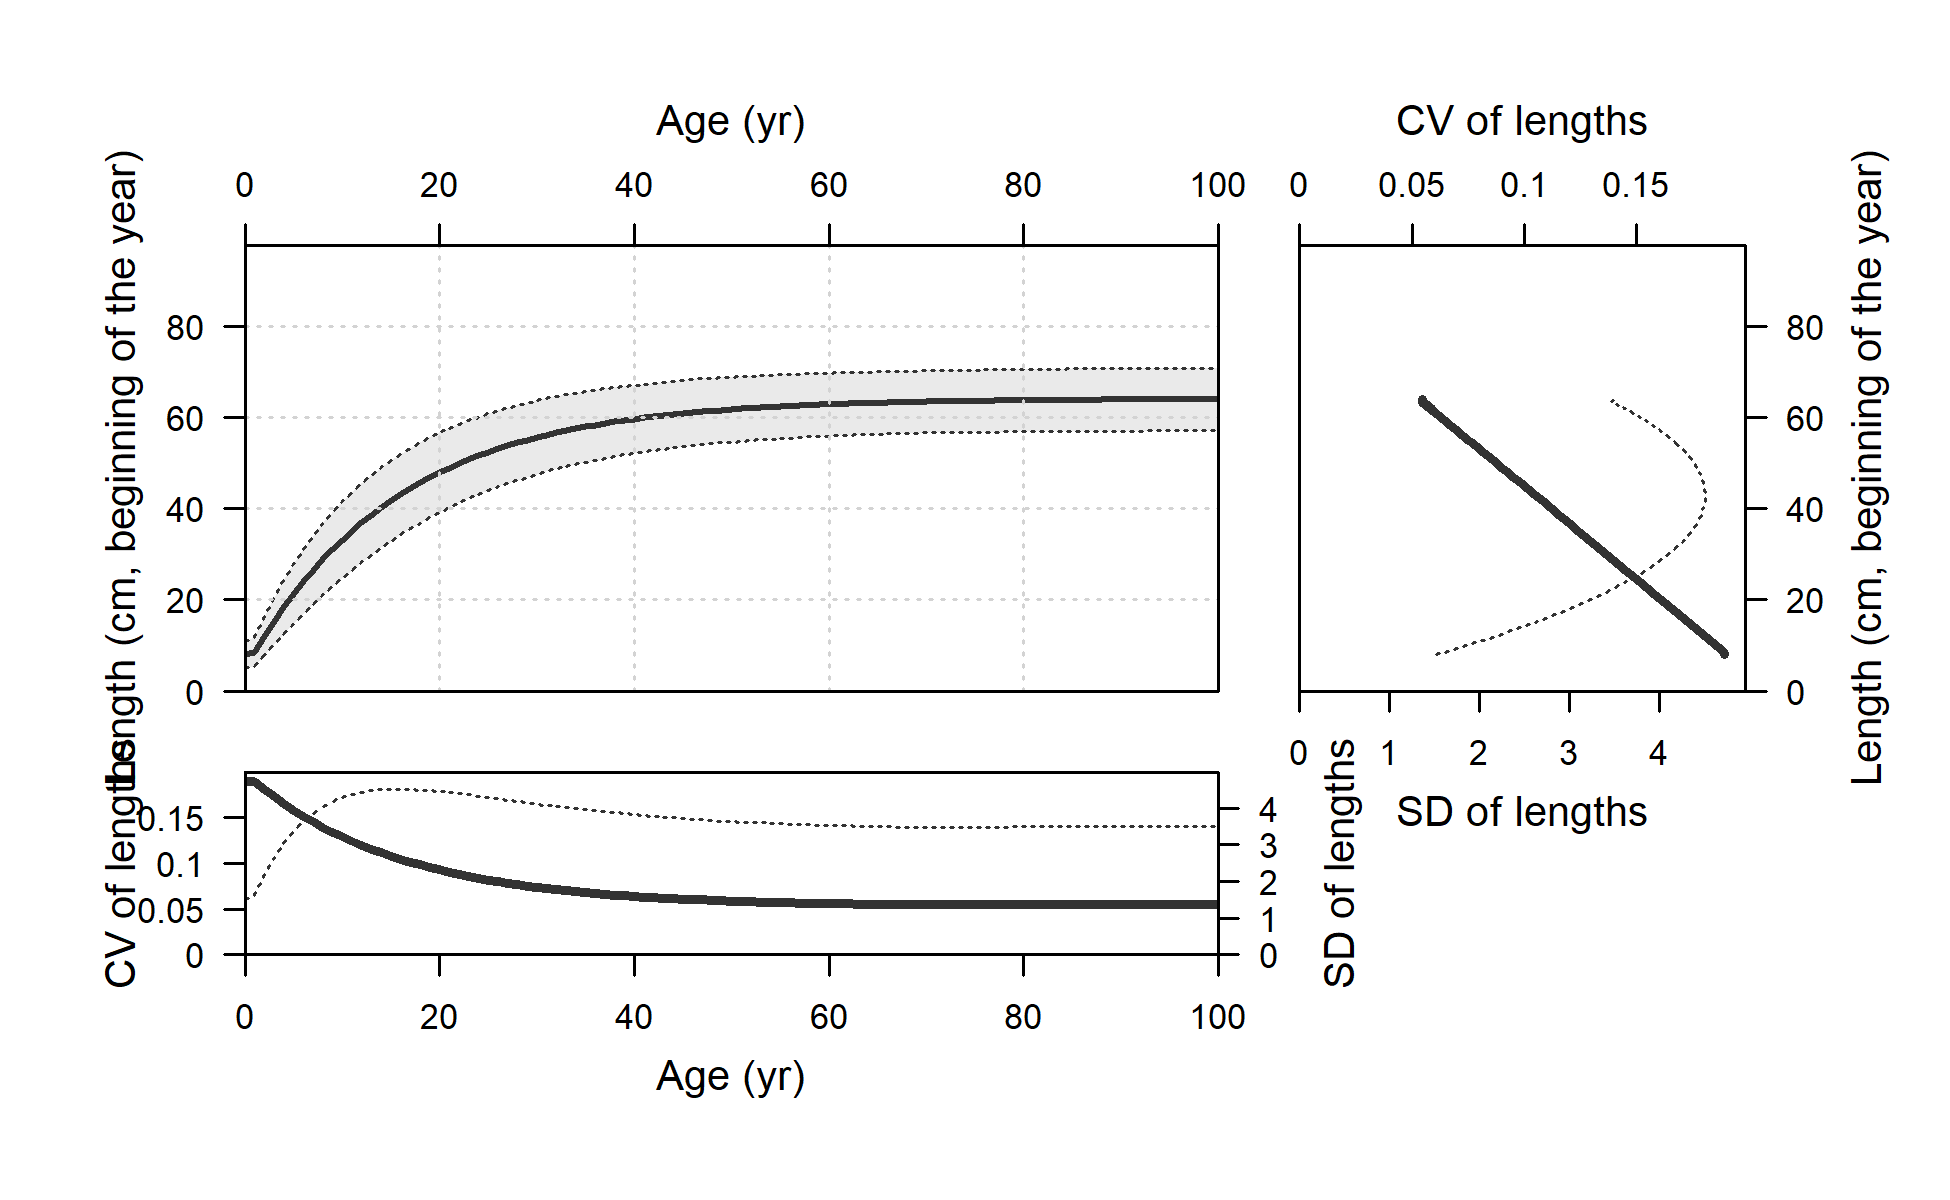 Age (yr)
CV of lengths
0 20 40 60 80 100
0 0.05 0.1 0.15
Length (cm, beginning of the year)
80
60
40
20
0
80
60
40
20
0
Length (cm, beginning of the year)
0 1 2 3 4
SD of lengths
CV of lengths
0.15
0.1
0.05
0
4
3
2
1
0
SD of lengths
0 20 40 60 80 100
Age (yr)